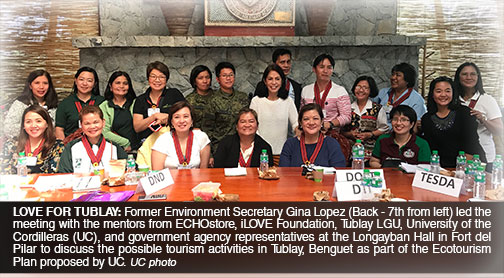 DND
DO
DT
TESDA
LOVE FOR TUBLAY: Former Environment Secretary Gina Lopez (Back - 7th from left) led the
meeting with the mentors from ECHOstore, iLOVE Foundation, Tublay LGU, University of the
Cordilleras (UC), and government agency representatives at the Longayban Hall in Fort del
Pilar to discuss the possible tourism activities in Tublay, Benguet as part of the Ecotourism
Plan proposed by UC. UC photo